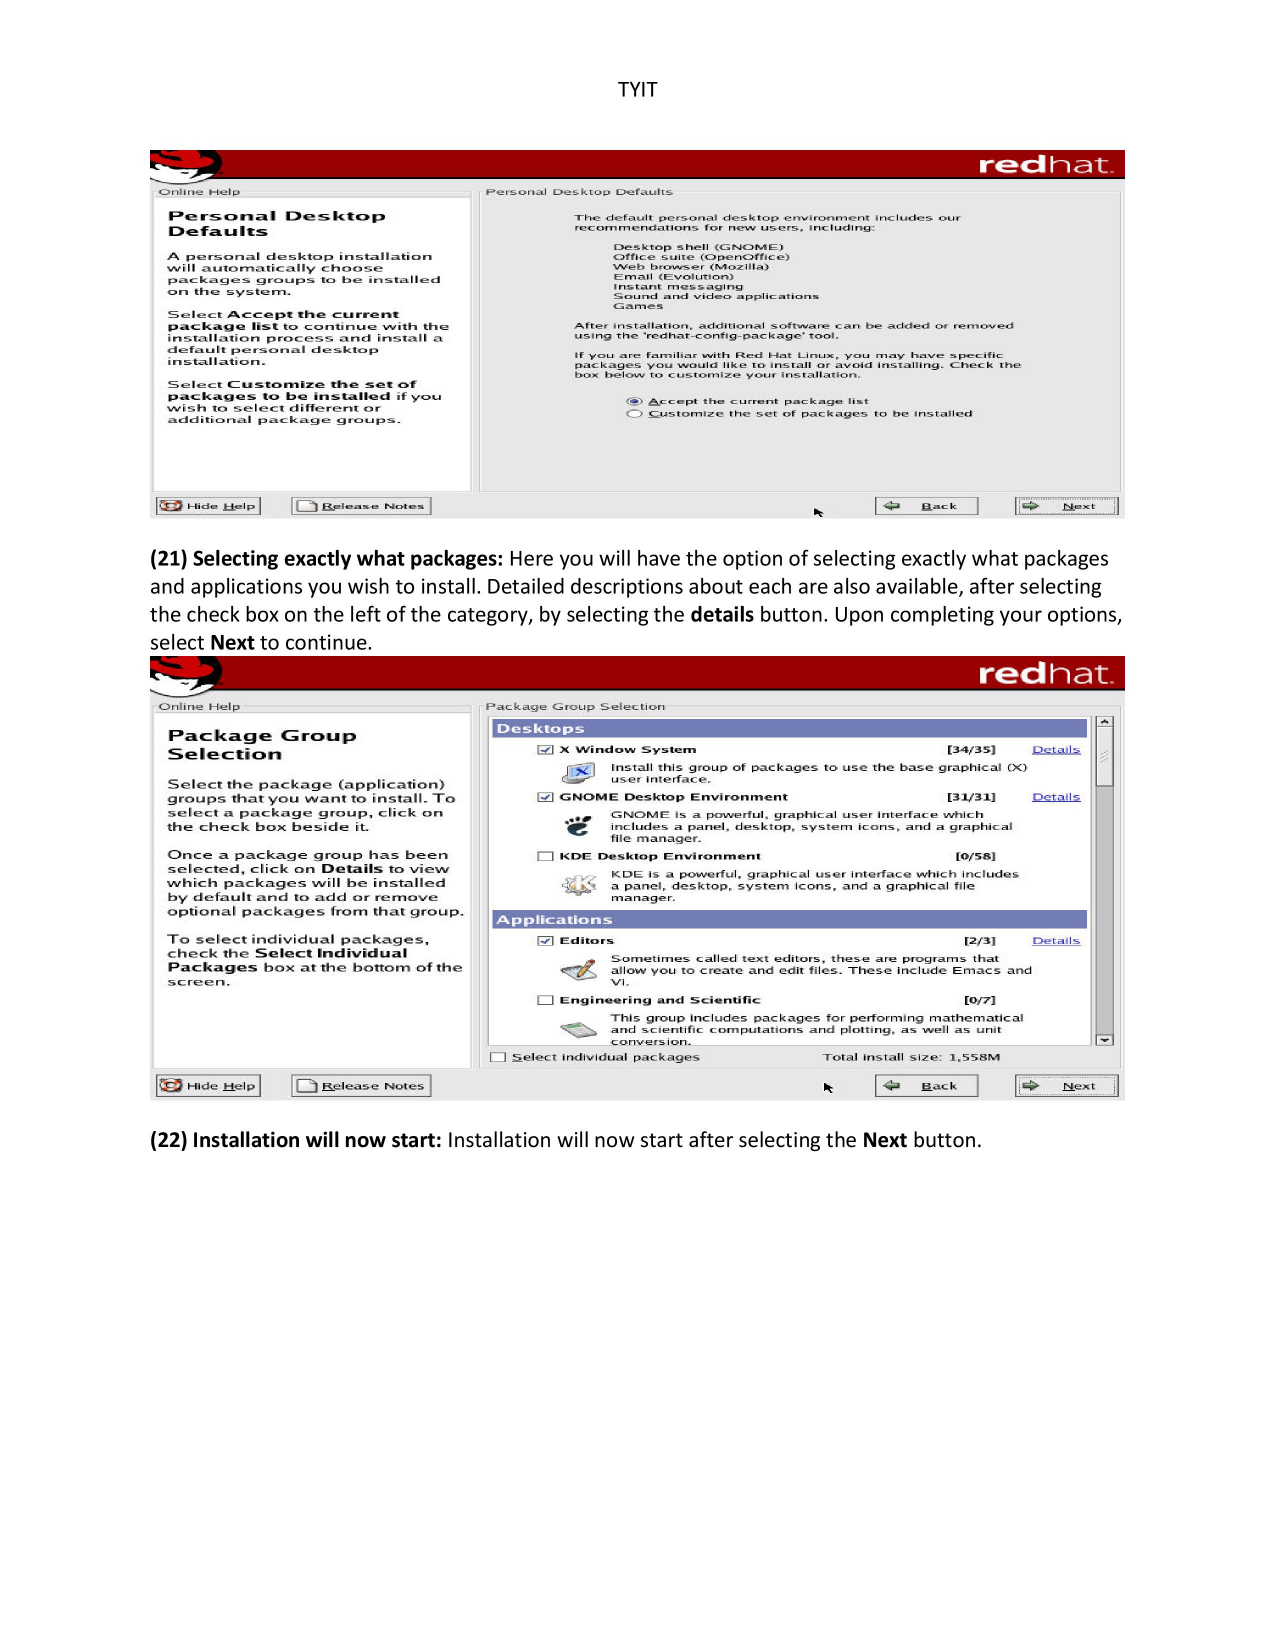 TYIT
redhat.
Online Help
Personal Desktop
Defaults
A personal desktop installation
will automatically choose
packages groups to be installed
on the system.
Select Accept the current
package list to continue with the
installation process and install a
default personal desktop
installation.
Select Customize the set of
packages to be installed if you
wish to select different or
additional package groups.
Personal Desktop Defaults
The default personal desktop environment includes our
recommendations for new users, including:
Desktop shell (GNOME)
Office suite (OpenOffice)
Web browser (Mozilla)
Email (Evolution)
Instant messaging
Sound and video applications
Games
After installation, additional software can be added or removed
using the 'redhat-config-package' tool.
If you are familiar with Red Hat Linux, you may have specific
packages you would like to install or avoid installing. Check the
box below to customize your installation.
Accept the current package list
Customize the set of packages to be installed
Hide Help
Release Notes
Back
Next
(21) Selecting exactly what packages: Here you will have the option of selecting exactly what packages
and applications you wish to install. Detailed descriptions about each are also available, after selecting
the check box on the left of the category, by selecting the details button. Upon completing your options,
select Next to continue.
redhat.
Online Help
Package Group
Selection
Select the package (application)
groups that you want to install. To
select a package group, click on
the check box beside it.
Once a package group has been
selected, click on Details to view
which packages will be installed
by default and to add or remove
optional packages from that group.
To select individual packages,
check the Select Individual
Packages box at the bottom of the
screen.
Package Group Selection
Desktops
X Window System [34/35] Details
Install this group of packages to use the base graphical (X)
user interface.
GNOME Desktop Environment [31/31] Details
GNOME is a powerful, graphical user interface which
includes a panel, desktop, system icons, and a graphical
file manager.
KDE Desktop Environment [0/58]
KDE is a powerful, graphical user interface which includes
a panel, desktop, system icons, and a graphical file
manager.
Applications
Editors [2/3] Details
Sometimes called text editors, these are programs that
allow you to create and edit files. These include Emacs and
Vi.
Engineering and Scientific [0/7]
This group includes packages for performing mathematical
and scientific computations and plotting, as well as unit
conversion.
Select individual packages Total install size: 1,558M
Hide Help
Release Notes
Back
Next
(22) Installation will now start: Installation will now start after selecting the Next button.